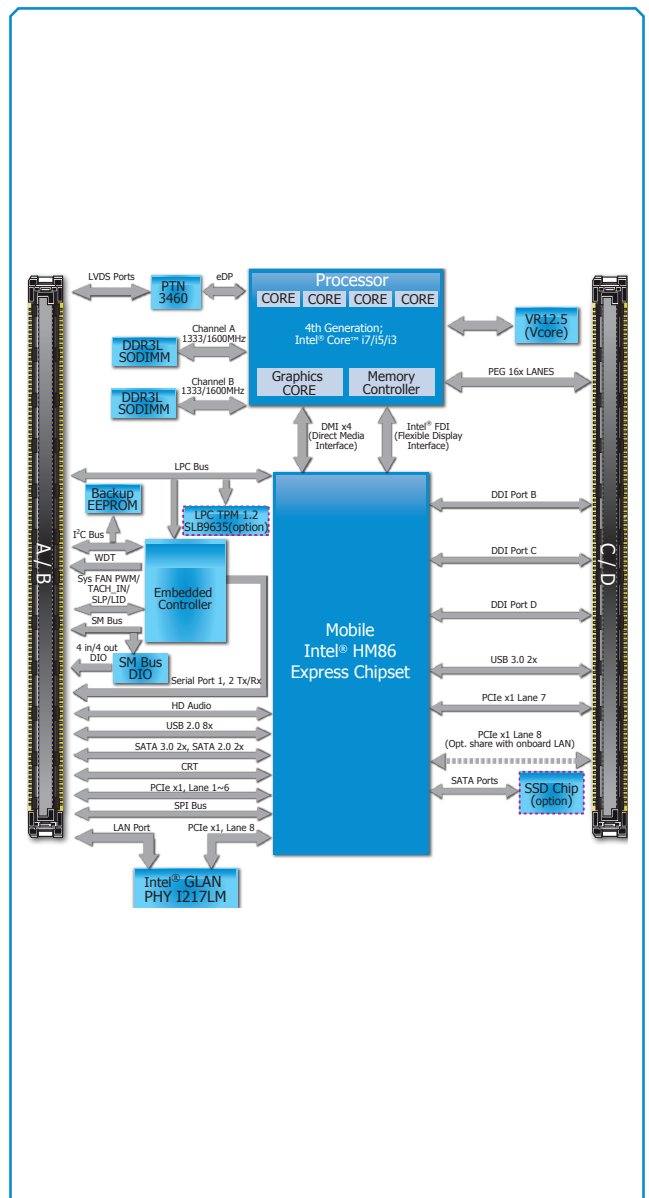 Processor
LVDS Ports
PTN
3460
eDP
CORE
CORE
CORE
CORE
4th Generation;
Intel® Core™ i7/i5/i3
VR12.5
(Vcore)
DDR3L
SODIMM
Channel A
1333/1600MHz
Graphics
CORE
Memory
Controller
PEG 16x LANES
DDR3L
SODIMM
Channel B
1333/1600MHz
DMI x4
(Direct Media
Interface)
Intel® FDI
(Flexible Display
Interface)
LPC Bus
Backup
EEPROM
LPC TPM 1.2
SLB9635(option)
I²C Bus
WDT
Sys FAN PWM/
TACH_IN/
SLP/LID
Embedded
Controller
SM Bus
4 in/4 out
DIO
SM Bus
DIO
Serial Port 1, 2 Tx/Rx
HD Audio
USB 2.0 8x
SATA 3.0 2x, SATA 2.0 2x
CRT
PCIe x1, Lane 1~6
SPI Bus
LAN Port
PCIe x1, Lane 8
Intel® GLAN
PHY I217LM
A / B
Mobile
Intel® HM86
Express Chipset
DDI Port B
DDI Port C
DDI Port D
USB 3.0 2x
PCIe x1 Lane 7
PCIe x1 Lane 8
(Opt. share with onboard LAN)
SATA Ports
SSD Chip
(option)
C / D